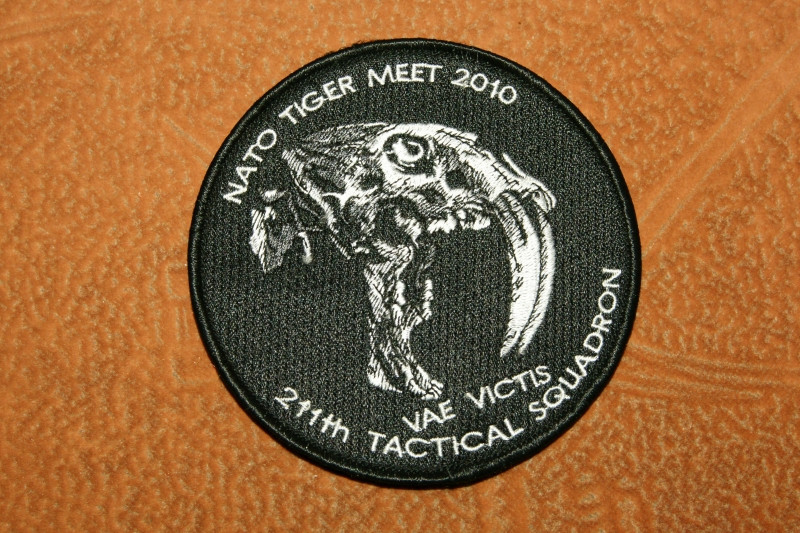 NATO TIGER MEET 2010
VAE VICTIS
211th TACTICAL SQUADRON